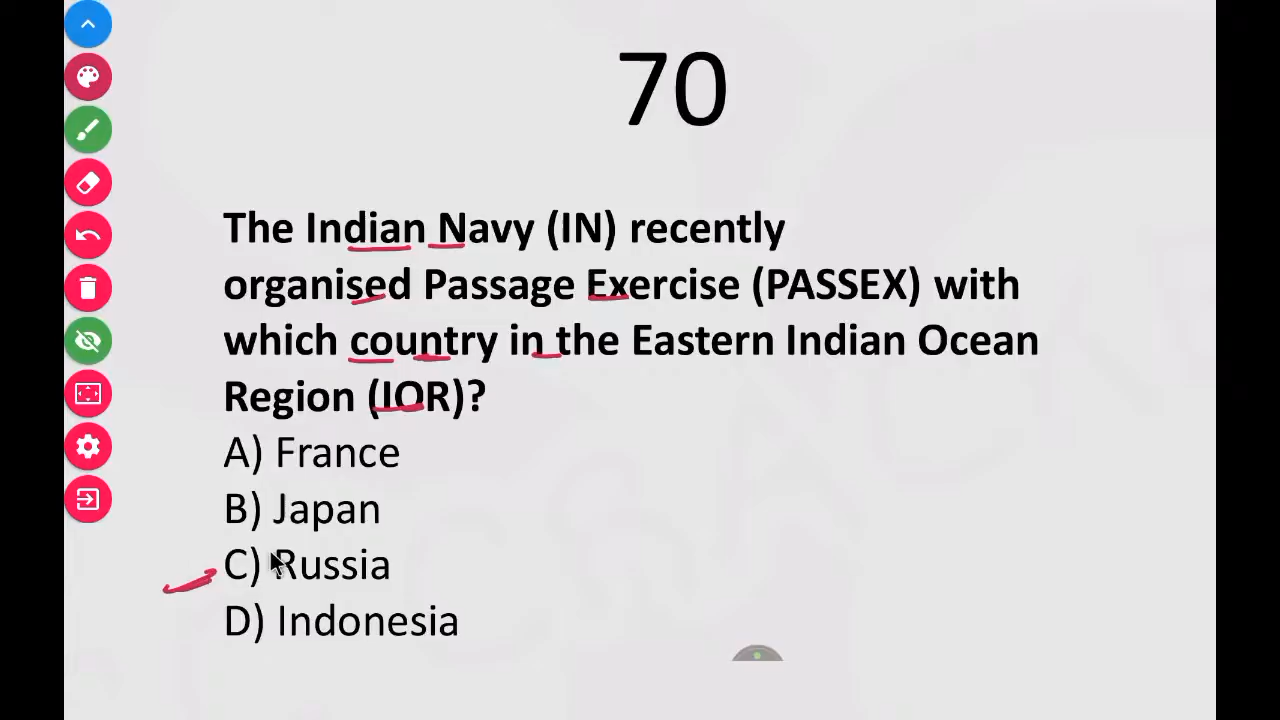 70
The Indian Navy (IN) recently
organised Passage Exercise (PASSEX) with
which country in the Eastern Indian Ocean
Region (IOR)?
A) France
B) Japan
C) Russia
D) Indonesia